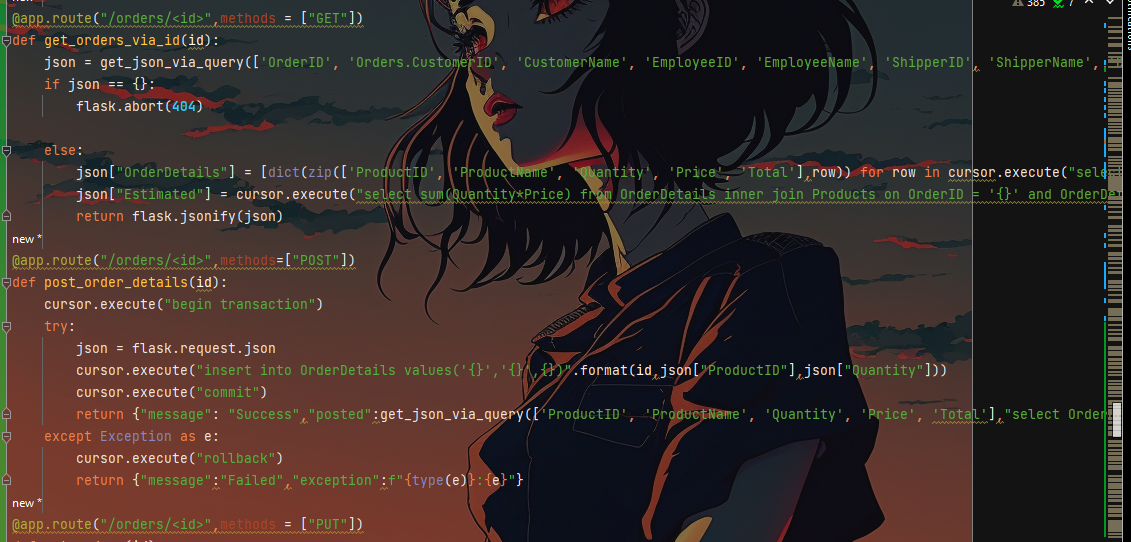 385 7
@app.route("/orders/<id>",methods = ["GET"])
def get_orders_via_id(id):
json = get_json_via_query(['OrderID', 'Orders.CustomerID', 'CustomerName', 'EmployeeID', 'EmployeeName', 'ShipperID', 'ShipperName',
if json == {}:
flask.abort(404)
else:
json["OrderDetails"] = [dict(zip(['ProductID', 'ProductName', 'Quantity', 'Price', 'Total'],row)) for row in cursor.execute("selec
json["Estimated"] = cursor.execute("select sum(Quantity*Price) from OrderDetails inner join Products on OrderID = '{}' and OrderDet
return flask.jsonify(json)
new *
@app.route("/orders/<id>",methods=["POST"])
def post_order_details(id):
cursor.execute("begin transaction")
try:
json = flask.request.json
cursor.execute("insert into OrderDetails values('{}','{}',{})".format(id,json["ProductID"],json["Quantity"]))
cursor.execute("commit")
return {"message": "Success","posted":get_json_via_query(['ProductID', 'ProductName', 'Quantity', 'Price', 'Total'],"select Order
except Exception as e:
cursor.execute("rollback")
return {"message":"Failed","exception":f"{type(e)}:{e}"}
new *
@app.route("/orders/<id>",methods = ["PUT"])